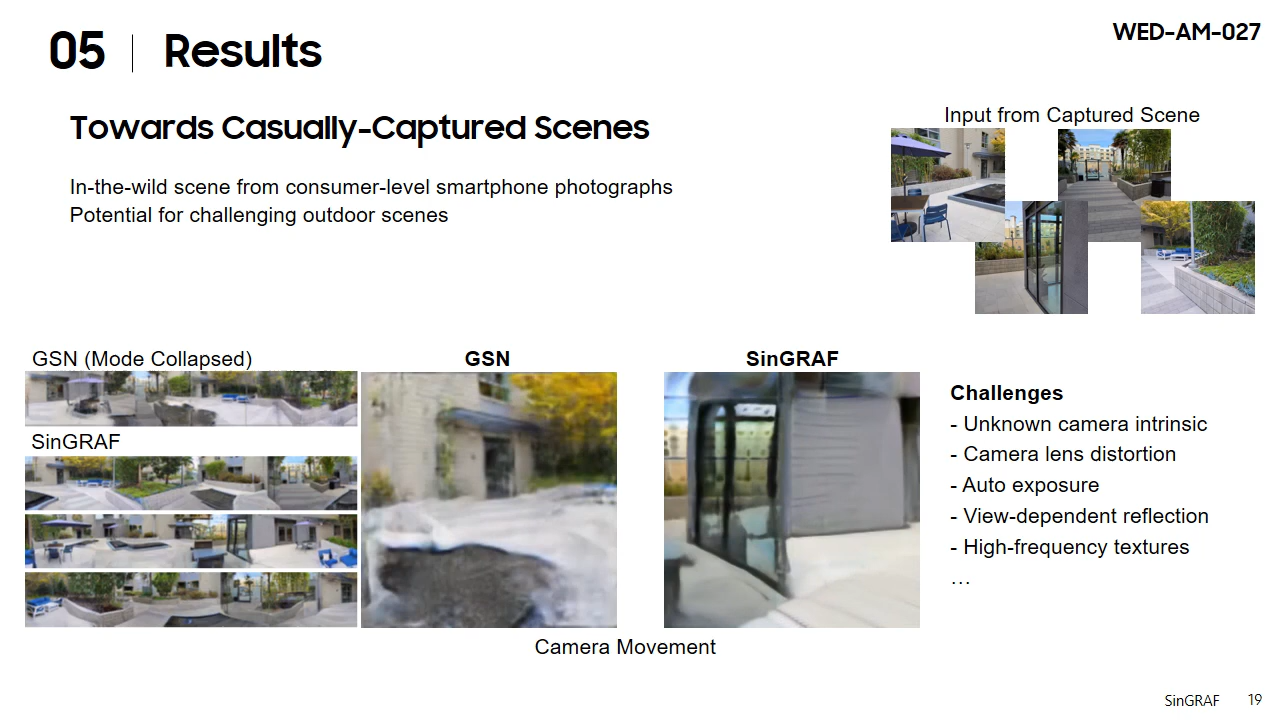 05 | Results
WED-AM-027
Towards Casually-Captured Scenes
In-the-wild scene from consumer-level smartphone photographs
Potential for challenging outdoor scenes
Input from Captured Scene
GSN (Mode Collapsed)
SinGRAF
GSN
SinGRAF
Camera Movement
Challenges
- Unknown camera intrinsic
- Camera lens distortion
- Auto exposure
- View-dependent reflection
- High-frequency textures
…
SinGRAF 19